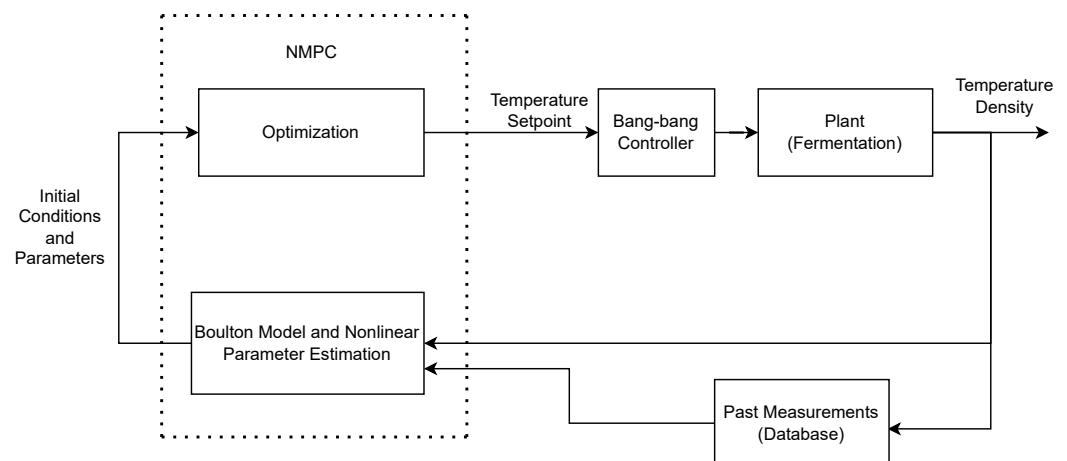 NMPC
Optimization
Temperature
Setpoint
Bang-bang
Controller
Plant
(Fermentation)
Temperature
Density
Initial
Conditions
and
Parameters
Boulton Model and Nonlinear
Parameter Estimation
Past Measurements
(Database)